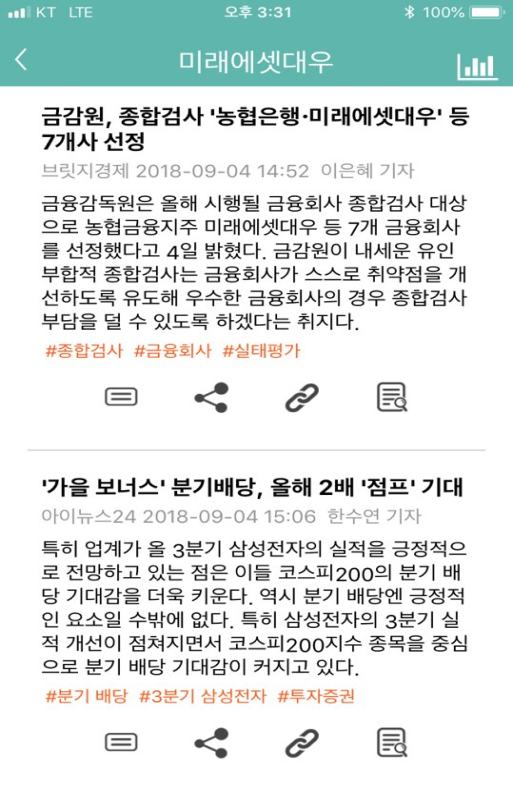 KT LTE 오후 3:31 100%
미래에셋대우
금감원, 종합검사 '농협은행·미래에셋대우' 등
7개사 선정
브릿지경제 2018-09-04 14:52 이은혜 기자
금융감독원은 올해 시행될 금융회사 종합검사 대상
으로 농협금융지주 미래에셋대우 등 7개 금융회사
를 선정했다고 4일 밝혔다. 금감원이 내세운 유인
부합적 종합검사는 금융회사가 스스로 취약점을 개
선하도록 유도해 우수한 금융회사의 경우 종합검사
부담을 덜 수 있도록 하겠다는 취지다.
#종합검사 #금융회사 #실태평가
'가을 보너스' 분기배당, 올해 2배 '점프' 기대
아이뉴스24 2018-09-04 15:06 한수연 기자
특히 업계가 올 3분기 삼성전자의 실적을 긍정적으
로 전망하고 있는 점은 이들 코스피200의 분기 배
당 기대감을 더욱 키운다. 역시 분기 배당엔 긍정적
인 요소일 수밖에 없다. 특히 삼성전자의 3분기 실
적 개선이 점쳐지면서 코스피200지수 종목을 중심
으로 분기 배당 기대감이 커지고 있다.
#분기 배당 #3분기 삼성전자 #투자증권